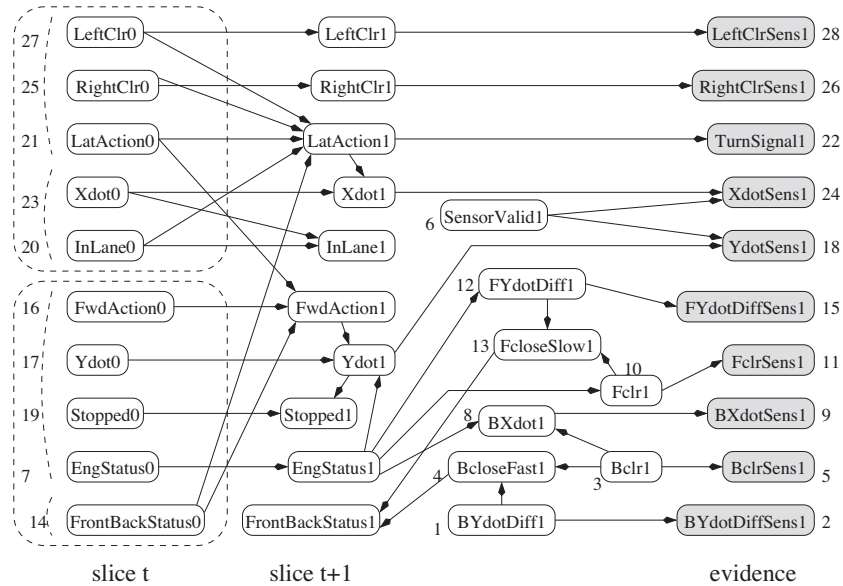 27 LeftClr0 LeftClr1 LeftClrSens1 28
25 RightClr0 RightClr1 RightClrSens1 26
21 LatAction0 LatAction1 TurnSignal1 22
23 Xdot0 Xdot1 XdotSens1 24
6 SensorValid1
20 InLane0 InLane1 YdotSens1 18
16 FwdAction0 FwdAction1 12 FYdotDiff1 FYdotDiffSens1 15
17 Ydot0 Ydot1 13 FcloseSlow1 FclrSens1 11
10 Fclr1
19 Stopped0 Stopped1 8 BXdot1 BXdotSens1 9
7 EngStatus0 EngStatus1 4 BcloseFast1 3 Bclr1 BclrSens1 5
14 FrontBackStatus0 FrontBackStatus1 1 BYdotDiff1 BYdotDiffSens1 2
slice t slice t+1 evidence